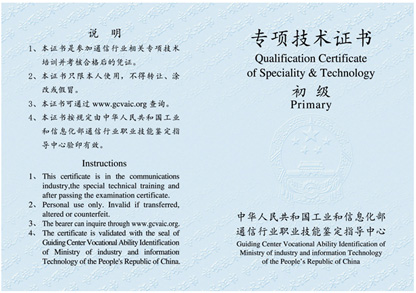 说 明
1、本证书是参加通信行业相关专项技术
培训并考核合格后的凭证。
2、本证书只限本人使用，不得转让、涂
改或假冒。
3、本证书可通过 www.gcvaic.org 查询。
4、本证书按规定由中华人民共和国工业
和信息化部通信行业职业技能鉴定指
导中心验印有效。
Instructions
1、This certificate is in the communications
industry,the special technical training and
after passing the examination certificate.
2、Personal use only. Invalid if transferred,
altered or counterfeit.
3、The bearer can inquire through www.gcvaic.org.
4、The certificate is validated with the seal of
Guiding Center Vocational Ability Identification
of Ministry of industry and information
Technology of the People's Republic of China.
专项技术证书
Qualification Certificate
of Speciality & Technology
初 级
Primary
中华人民共和国工业和信息化部
通信行业职业技能鉴定指导中心
Guiding Center Vocational Ability Identification of
Ministry of industry and information Technology
of the People's Republic of China.